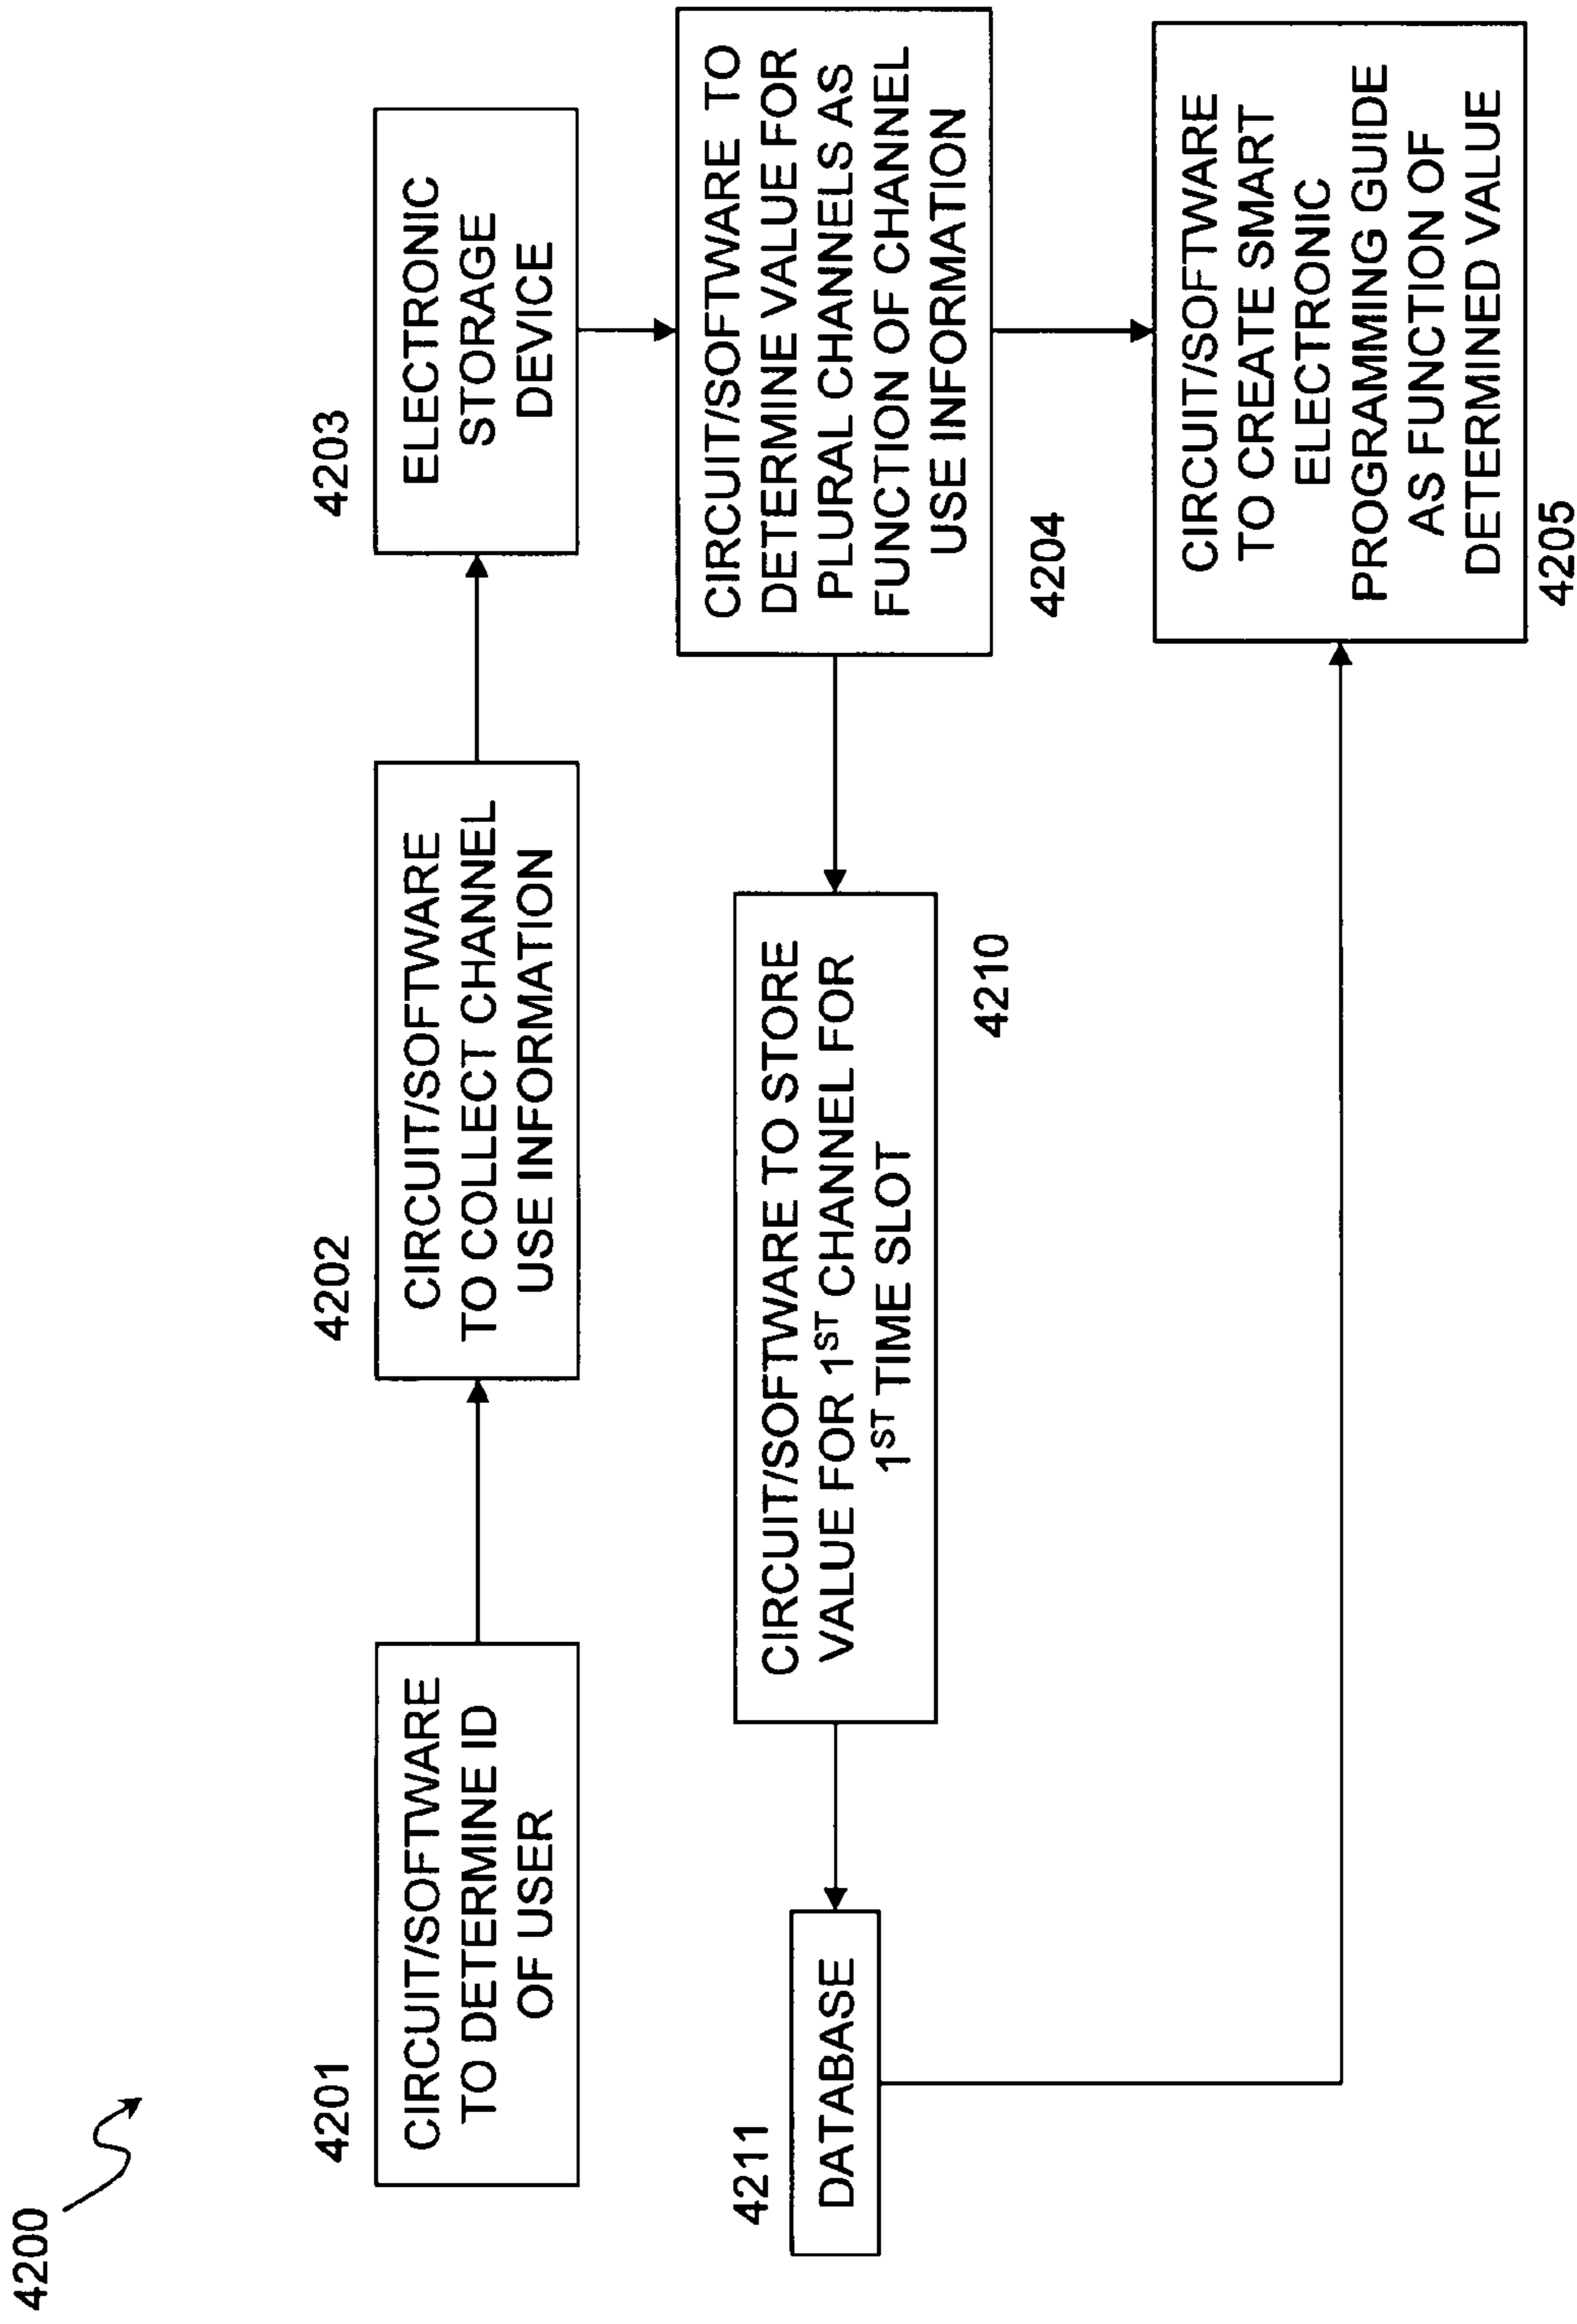 4200
4201
CIRCUIT/SOFTWARE
TO DETERMINE ID
OF USER
4202
CIRCUIT/SOFTWARE
TO COLLECT CHANNEL
USE INFORMATION
4203
ELECTRONIC
STORAGE
DEVICE
CIRCUIT/SOFTWARE TO
DETERMINE VALUE FOR
PLURAL CHANNELS AS
FUNCTION OF CHANNEL
USE INFORMATION
4204
CIRCUIT/SOFTWARE TO STORE
VALUE FOR 1ST CHANNEL FOR
1ST TIME SLOT
4210
4211
DATABASE
CIRCUIT/SOFTWARE
TO CREATE SMART
ELECTRONIC
PROGRAMMING GUIDE
AS FUNCTION OF
DETERMINED VALUE
4205